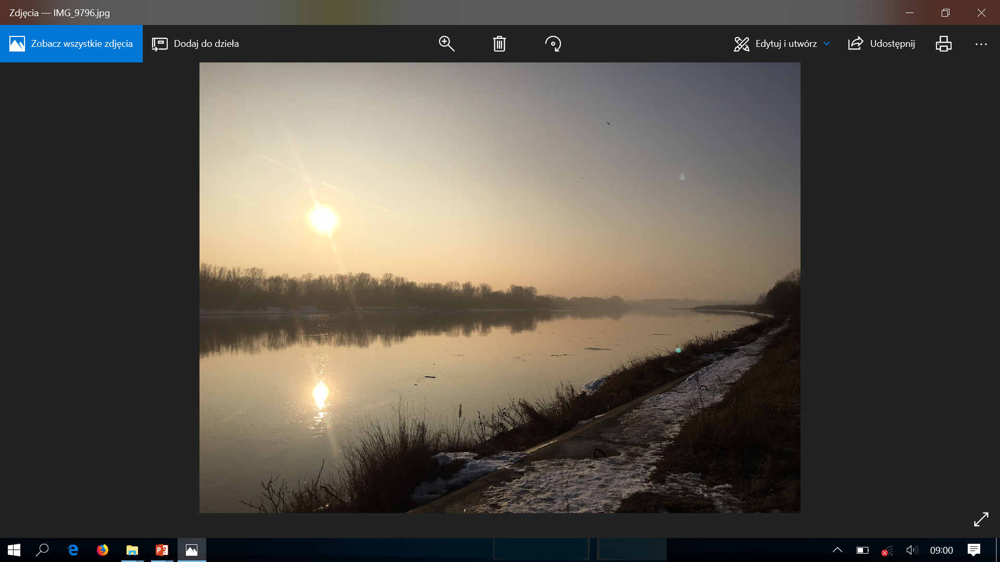 Zdjęcia — IMG_9796.jpg
Zobacz wszystkie zdjęcia
Dodaj do dzieła
Edytuj i utwórz
Udostępnij
09:00